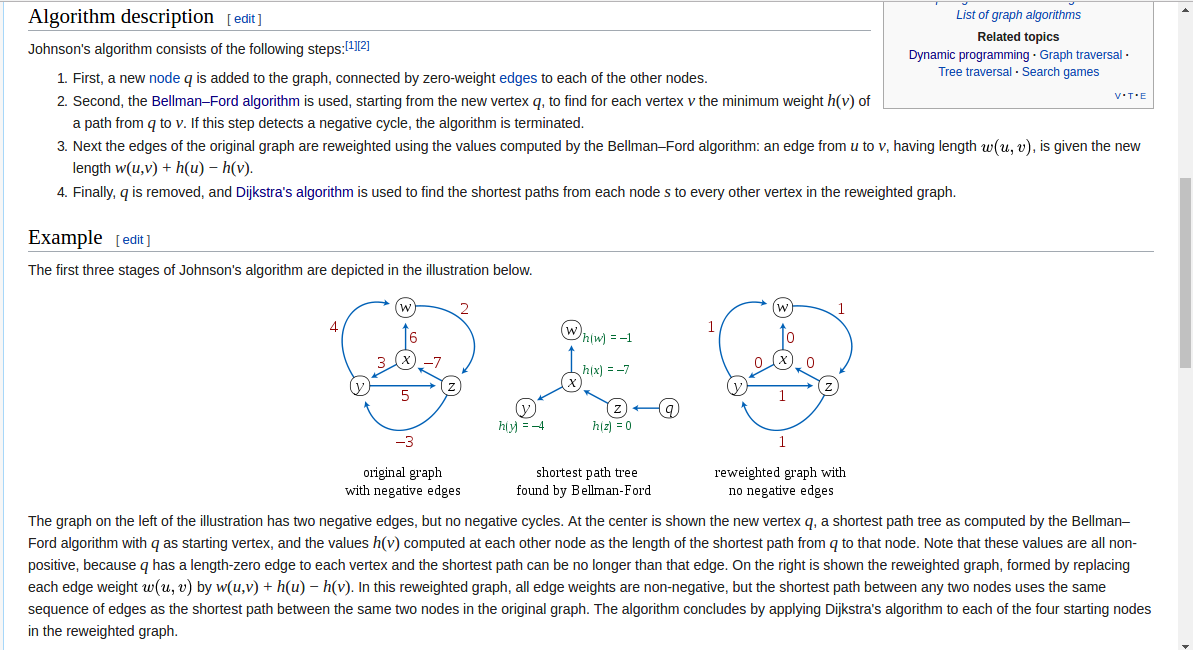 Algorithm description [ edit ]
Johnson's algorithm consists of the following steps:[1][2]
1. First, a new node q is added to the graph, connected by zero-weight edges to each of the other nodes.
2. Second, the Bellman–Ford algorithm is used, starting from the new vertex q, to find for each vertex v the minimum weight h(v) of
a path from q to v. If this step detects a negative cycle, the algorithm is terminated.
3. Next the edges of the original graph are reweighted using the values computed by the Bellman–Ford algorithm: an edge from u to v, having length w(u, v), is given the new
length w(u,v) + h(u) − h(v).
4. Finally, q is removed, and Dijkstra's algorithm is used to find the shortest paths from each node s to every other vertex in the reweighted graph.
List of graph algorithms
Related topics
Dynamic programming · Graph traversal ·
Tree traversal · Search games
V · T · E
Example [ edit ]
The first three stages of Johnson's algorithm are depicted in the illustration below.
w
2
4
6
3
x
−7
y
z
5
−3
original graph
with negative edges
w
h(w) = −1
h(x) = −7
x
y
z
q
h(y) = −4
h(z) = 0
shortest path tree
found by Bellman-Ford
w
1
1
0
0
x
0
y
z
1
1
reweighted graph with
no negative edges
The graph on the left of the illustration has two negative edges, but no negative cycles. At the center is shown the new vertex q, a shortest path tree as computed by the Bellman–
Ford algorithm with q as starting vertex, and the values h(v) computed at each other node as the length of the shortest path from q to that node. Note that these values are all non-
positive, because q has a length-zero edge to each vertex and the shortest path can be no longer than that edge. On the right is shown the reweighted graph, formed by replacing
each edge weight w(u, v) by w(u,v) + h(u) − h(v). In this reweighted graph, all edge weights are non-negative, but the shortest path between any two nodes uses the same
sequence of edges as the shortest path between the same two nodes in the original graph. The algorithm concludes by applying Dijkstra's algorithm to each of the four starting nodes
in the reweighted graph.